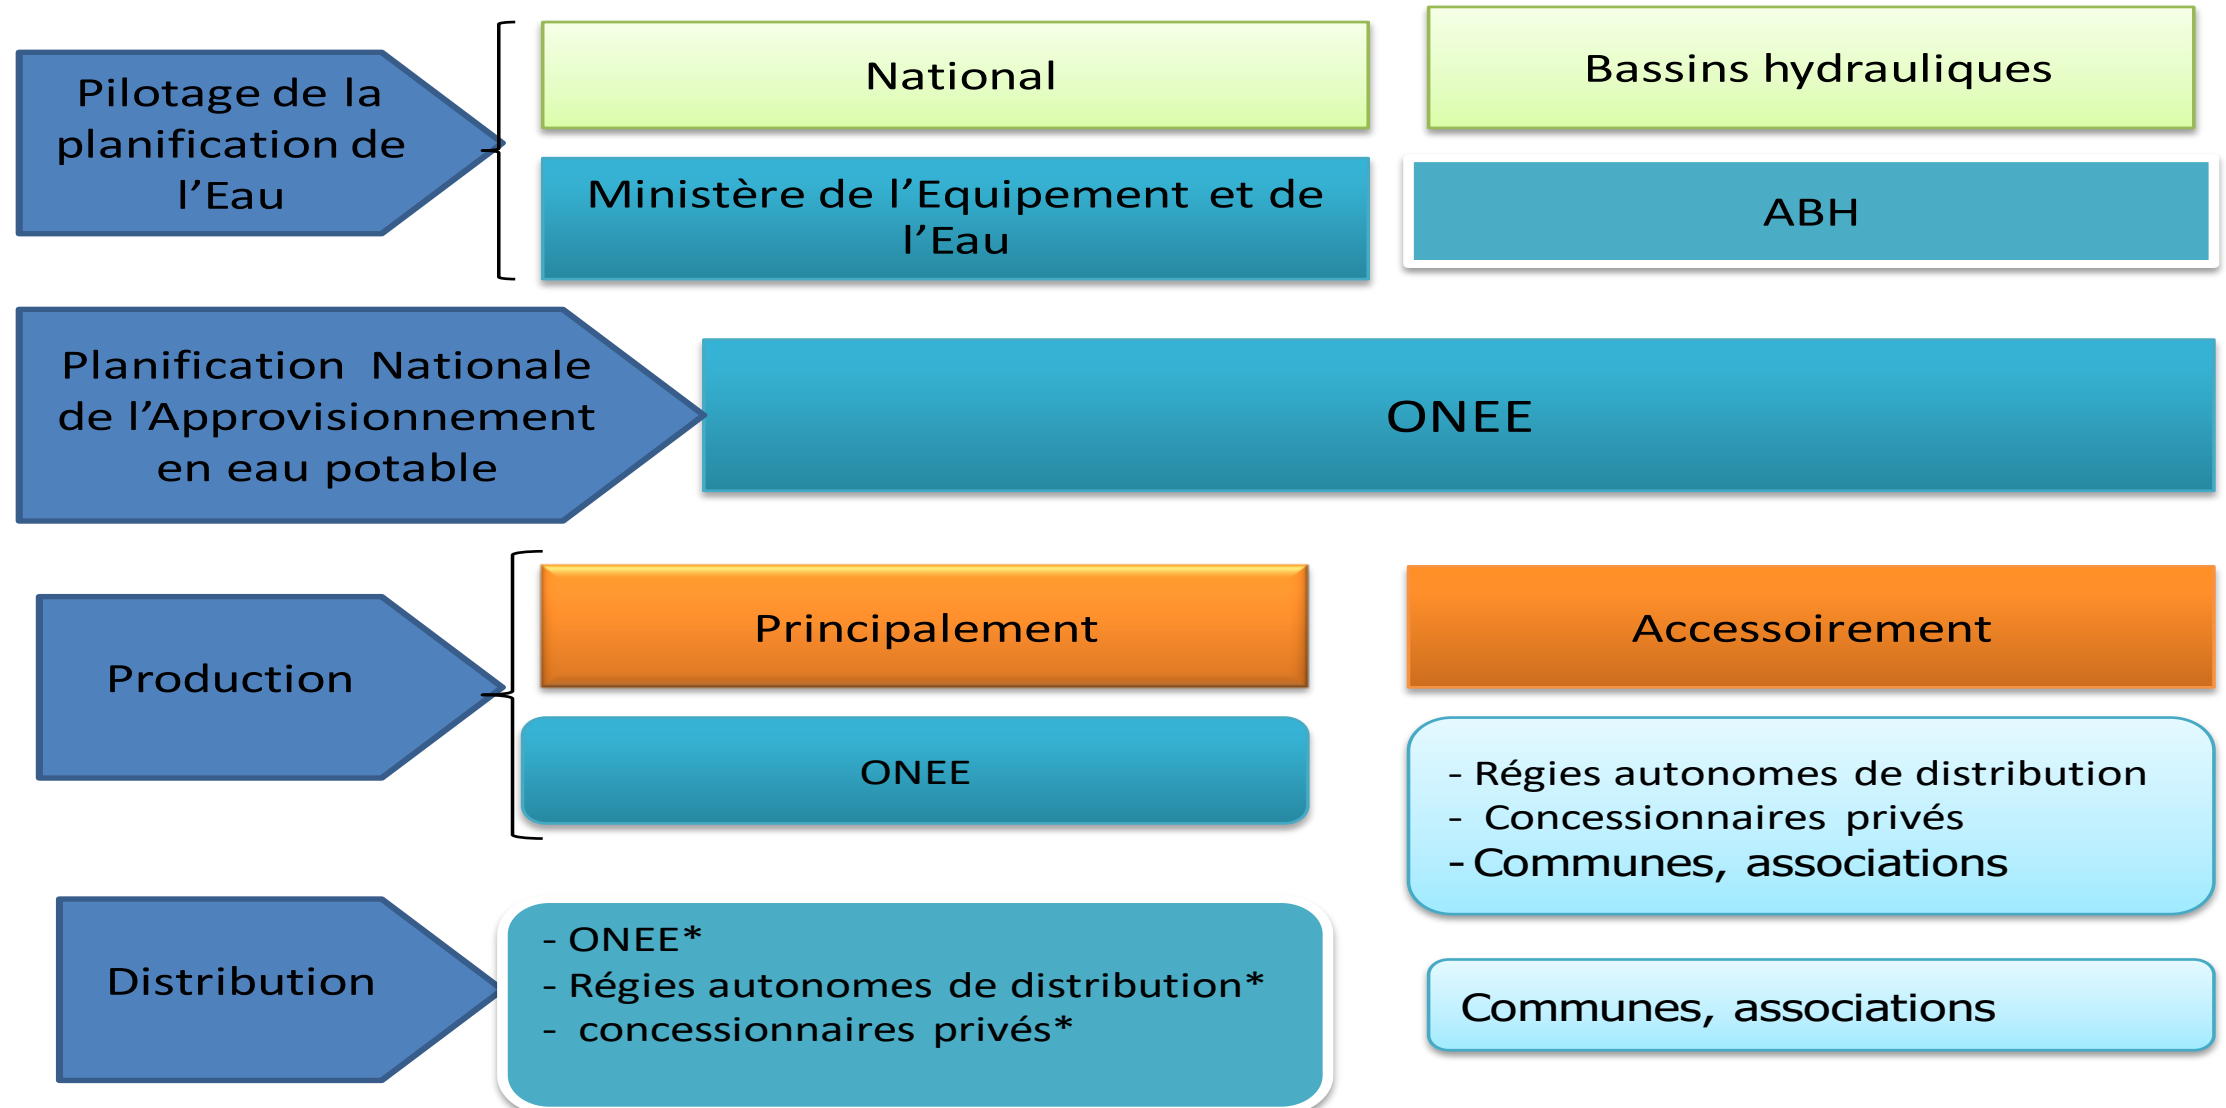 Pilotage de la
planification de
l’Eau
National
Bassins hydrauliques
Ministère de l’Equipement et de
l’Eau
ABH
Planification Nationale
de l’Approvisionnement
en eau potable
ONEE
Production
Principalement
Accessoirement
ONEE
- Régies autonomes de distribution
- Concessionnaires privés
- Communes, associations
Distribution
- ONEE*
- Régies autonomes de distribution*
- concessionnaires privés*
Communes, associations